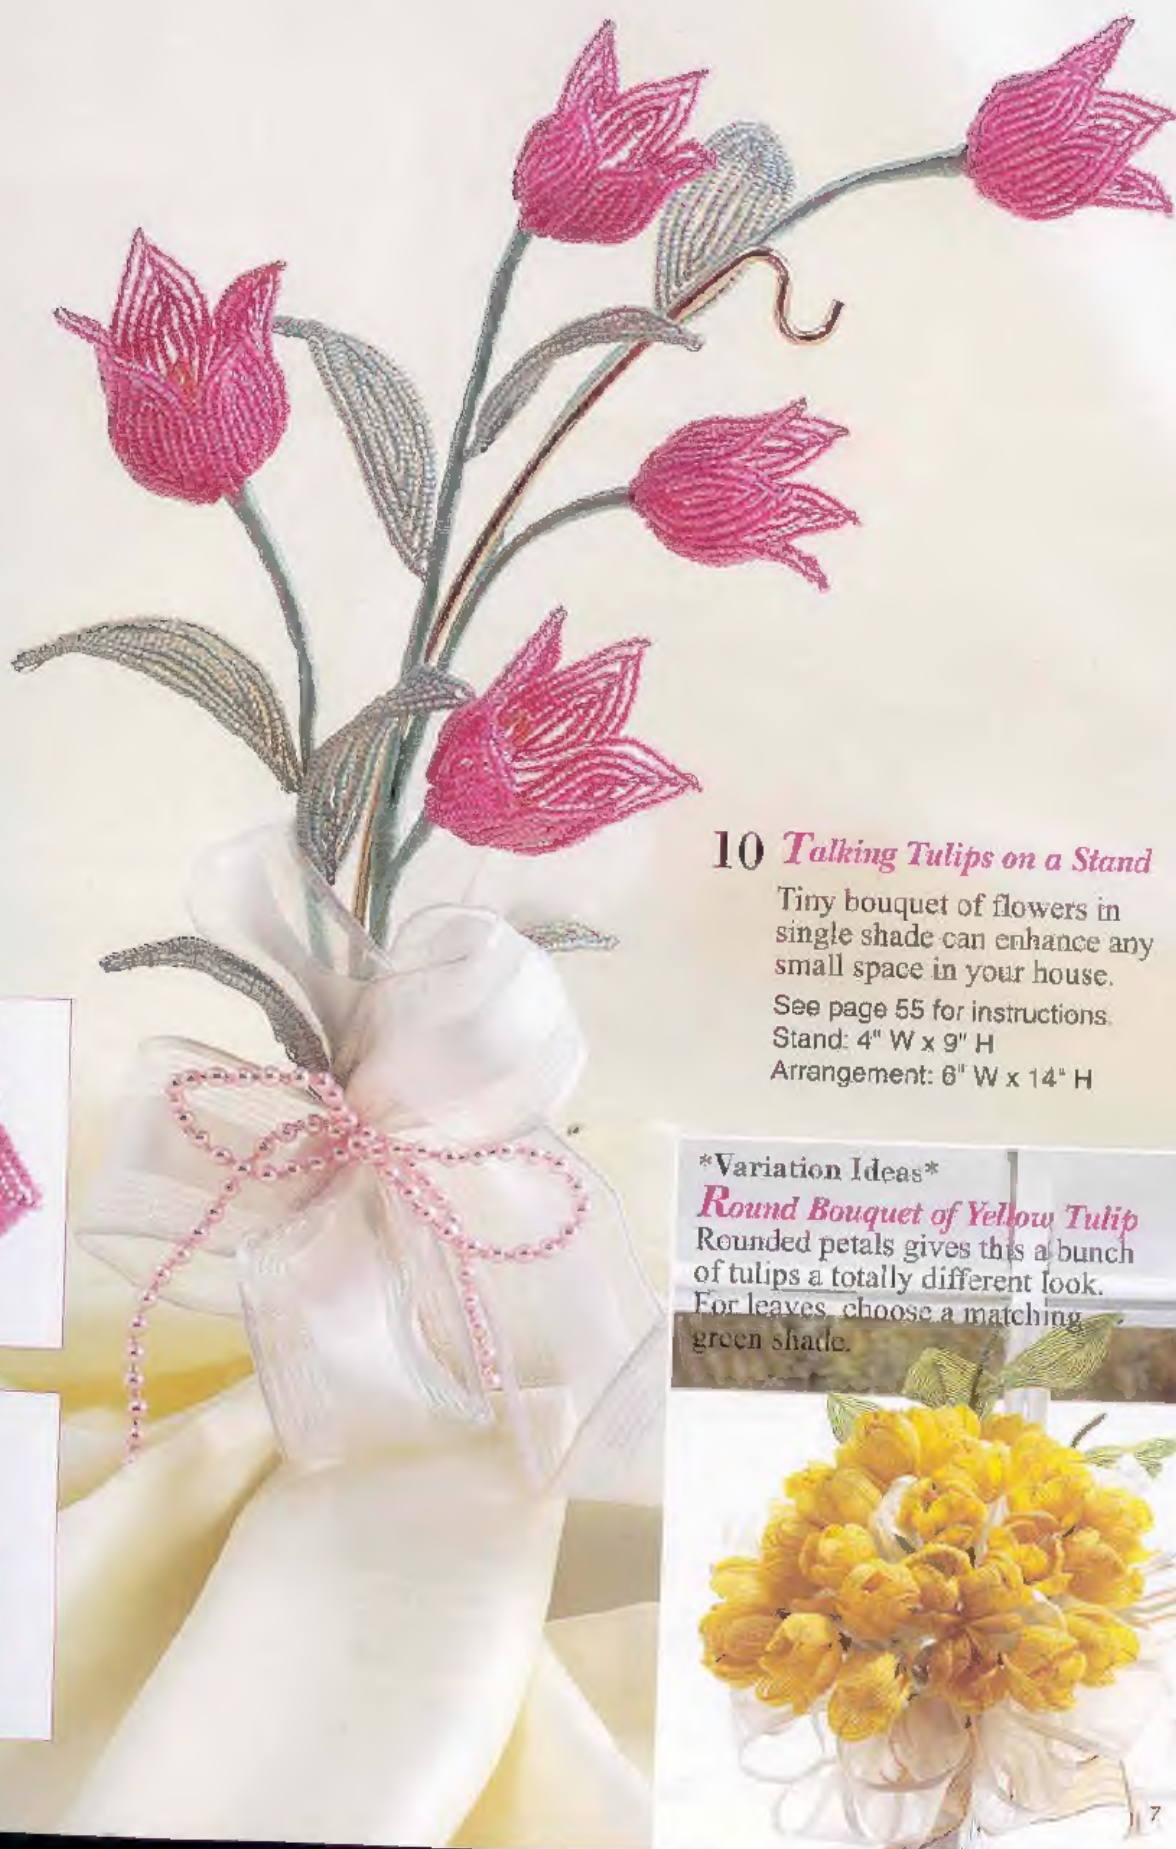 10 Talking Tulips on a Stand
Tiny bouquet of flowers in
single shade can enhance any
small space in your house.
See page 55 for instructions.
Stand: 4" W x 9" H
Arrangement: 6" W x 14" H
*Variation Ideas*
Round Bouquet of Yellow Tulip
Rounded petals gives this a bunch
of tulips a totally different look.
For leaves, choose a matching
green shade.
7